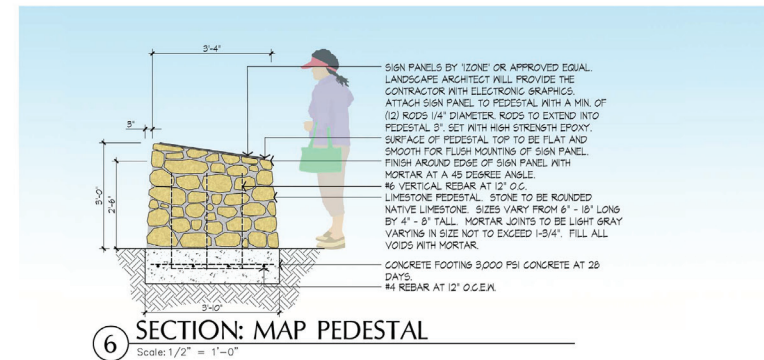 3'-4"
SIGN PANELS BY 'IZONE' OR APPROVED EQUAL.
LANDSCAPE ARCHITECT WILL PROVIDE THE
CONTRACTOR WITH ELECTRONIC GRAPHICS.
ATTACH SIGN PANEL TO PEDESTAL WITH A MIN. OF
(12) RODS 1/4" DIAMETER. RODS TO EXTEND INTO
PEDESTAL 3". SET WITH HIGH STRENGTH EPOXY.
SURFACE OF PEDESTAL TOP TO BE FLAT AND
SMOOTH FOR FLUSH MOUNTING OF SIGN PANEL.
FINISH AROUND EDGE OF SIGN PANEL WITH
MORTAR AT A 45 DEGREE ANGLE.
#6 VERTICAL REBAR AT 12" O.C.
LIMESTONE PEDESTAL. STONE TO BE ROUNDED
NATIVE LIMESTONE. SIZES VARY FROM 6" - 18" LONG
BY 4" - 8" TALL. MORTAR JOINTS TO BE LIGHT GRAY
VARYING IN SIZE NOT TO EXCEED 1-3/4". FILL ALL
VOIDS WITH MORTAR.
CONCRETE FOOTING 3,000 PSI CONCRETE AT 28
DAYS.
#4 REBAR AT 12" O.C.E.W.
3"
3'-0"
2'-6"
3'-10"
6 SECTION: MAP PEDESTAL
Scale: 1/2" = 1'-0"